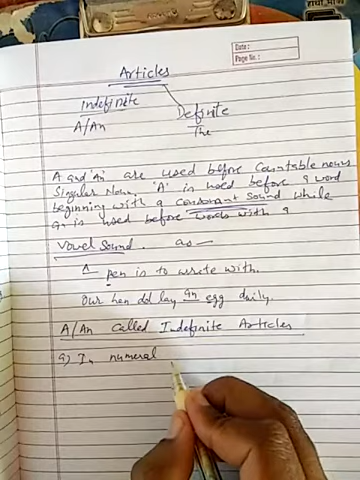 Date:
Page No:
Articles
Indefinite Definite
A/An The
A and 'An' are used before Countable nouns
Singular Noun. 'A' is used before a word
beginning with a consonant sound while
an is used before words with a
Vowel Sound. as —
A pen is to write with.
Our hen did lay an egg daily.
A/An called Indefinite Articles
a) In numeral